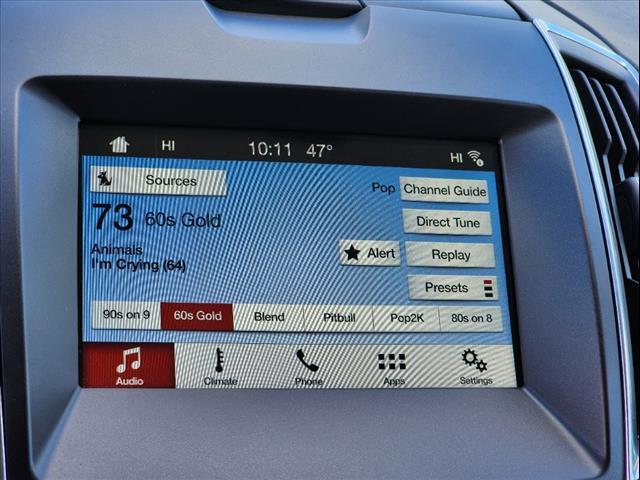 HI 10:11 47° HI
Sources Pop Channel Guide
73 60s Gold Direct Tune
Animals
I'm Crying (64)
Alert Replay
Presets
90s on 9 60s Gold Blend Pitbull Pop2K 80s on 8
Audio Climate Phone Apps Settings